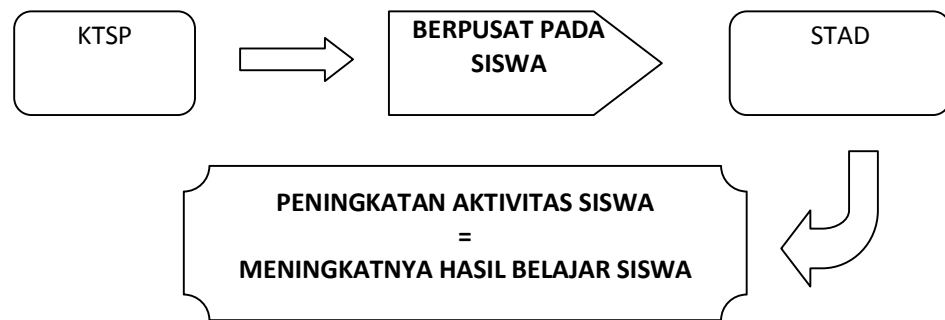 KTSP
BERPUSAT PADA
SISWA
STAD
PENINGKATAN AKTIVITAS SISWA
=
MENINGKATNYA HASIL BELAJAR SISWA